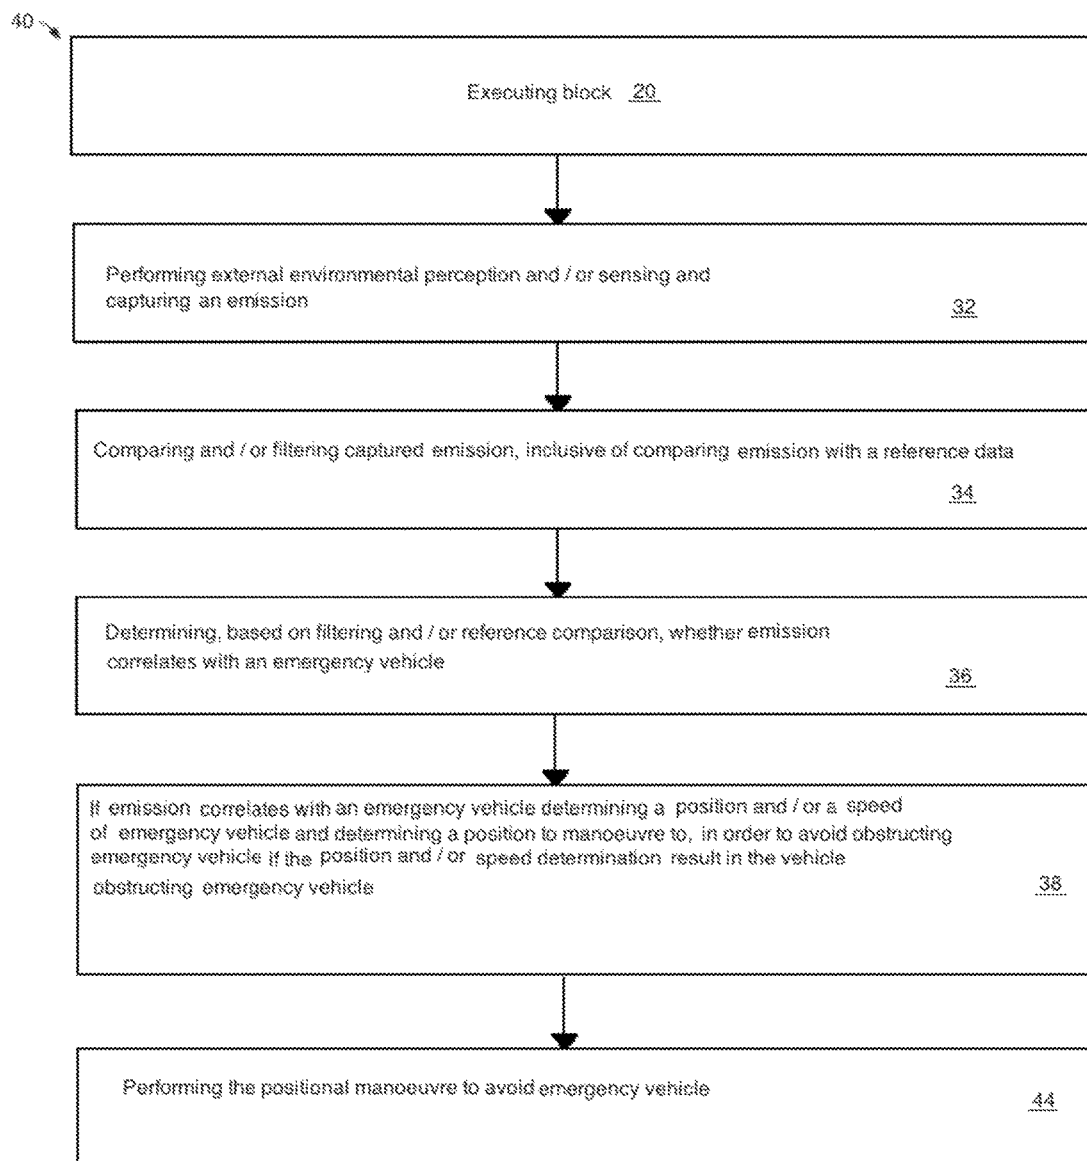 40
Executing block 20
Performing external environmental perception and / or sensing and
capturing an emission
32
Comparing and / or filtering captured emission, inclusive of comparing emission with a reference data
34
Determining, based on filtering and / or reference comparison, whether emission
correlates with an emergency vehicle
36
If emission correlates with an emergency vehicle determining a position and / or a speed
of emergency vehicle and determining a position to manoeuvre to, in order to avoid obstructing
emergency vehicle if the position and / or speed determination result in the vehicle
obstructing emergency vehicle
38
Performing the positional manoeuvre to avoid emergency vehicle
44